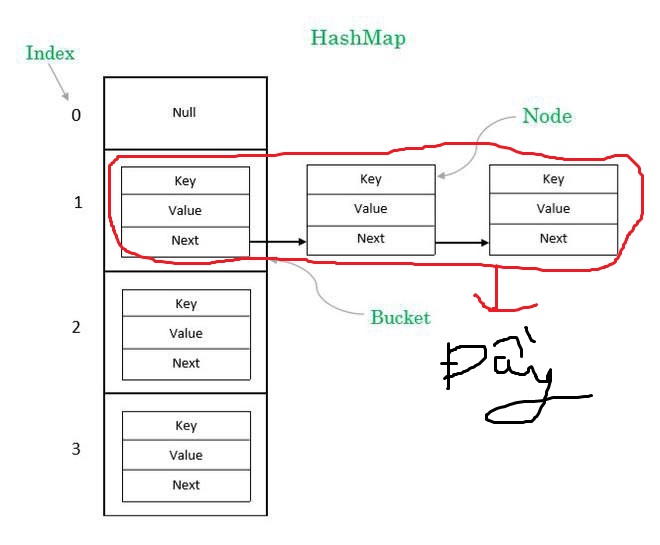 HashMap
Index
0
Null
Node
1
Key
Value
Next
Key
Value
Next
Key
Value
Next
Bucket
2
Key
Value
Next
Đầy
3
Key
Value
Next